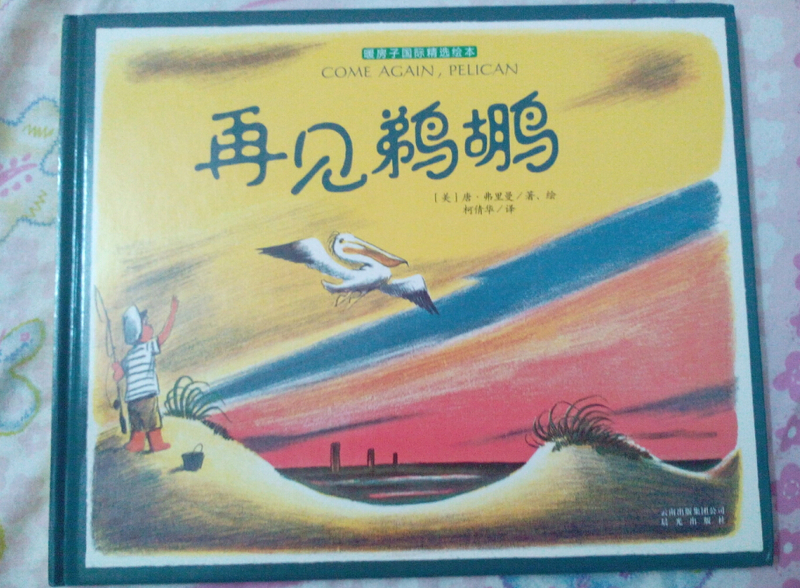 暖房子国际精选绘本
COME AGAIN, PELICAN
再见鹈鹕
[美]唐·弗里曼/著、绘
柯倩华/译
云南出版集团公司
晨光出版社